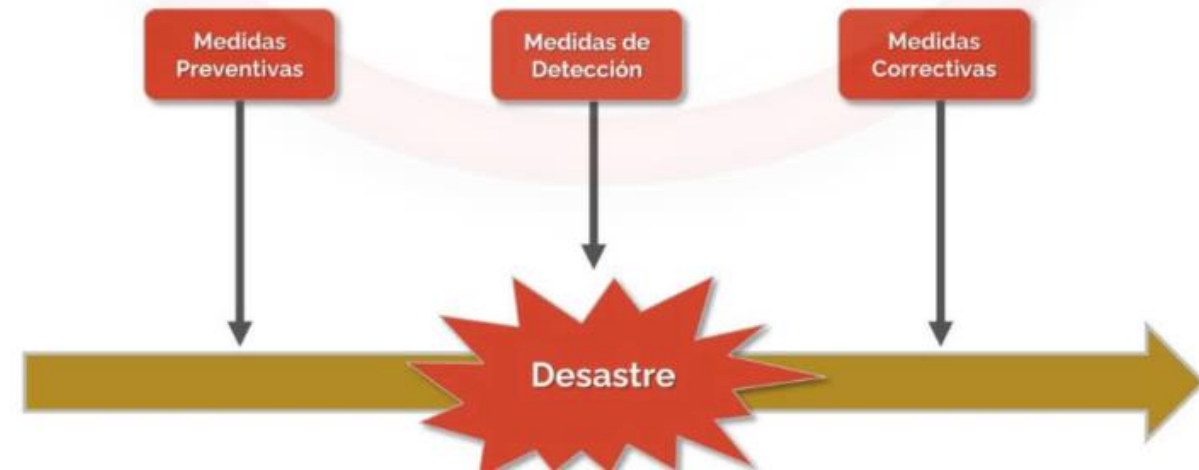 Medidas
Preventivas
Medidas de
Detección
Medidas
Correctivas
Desastre